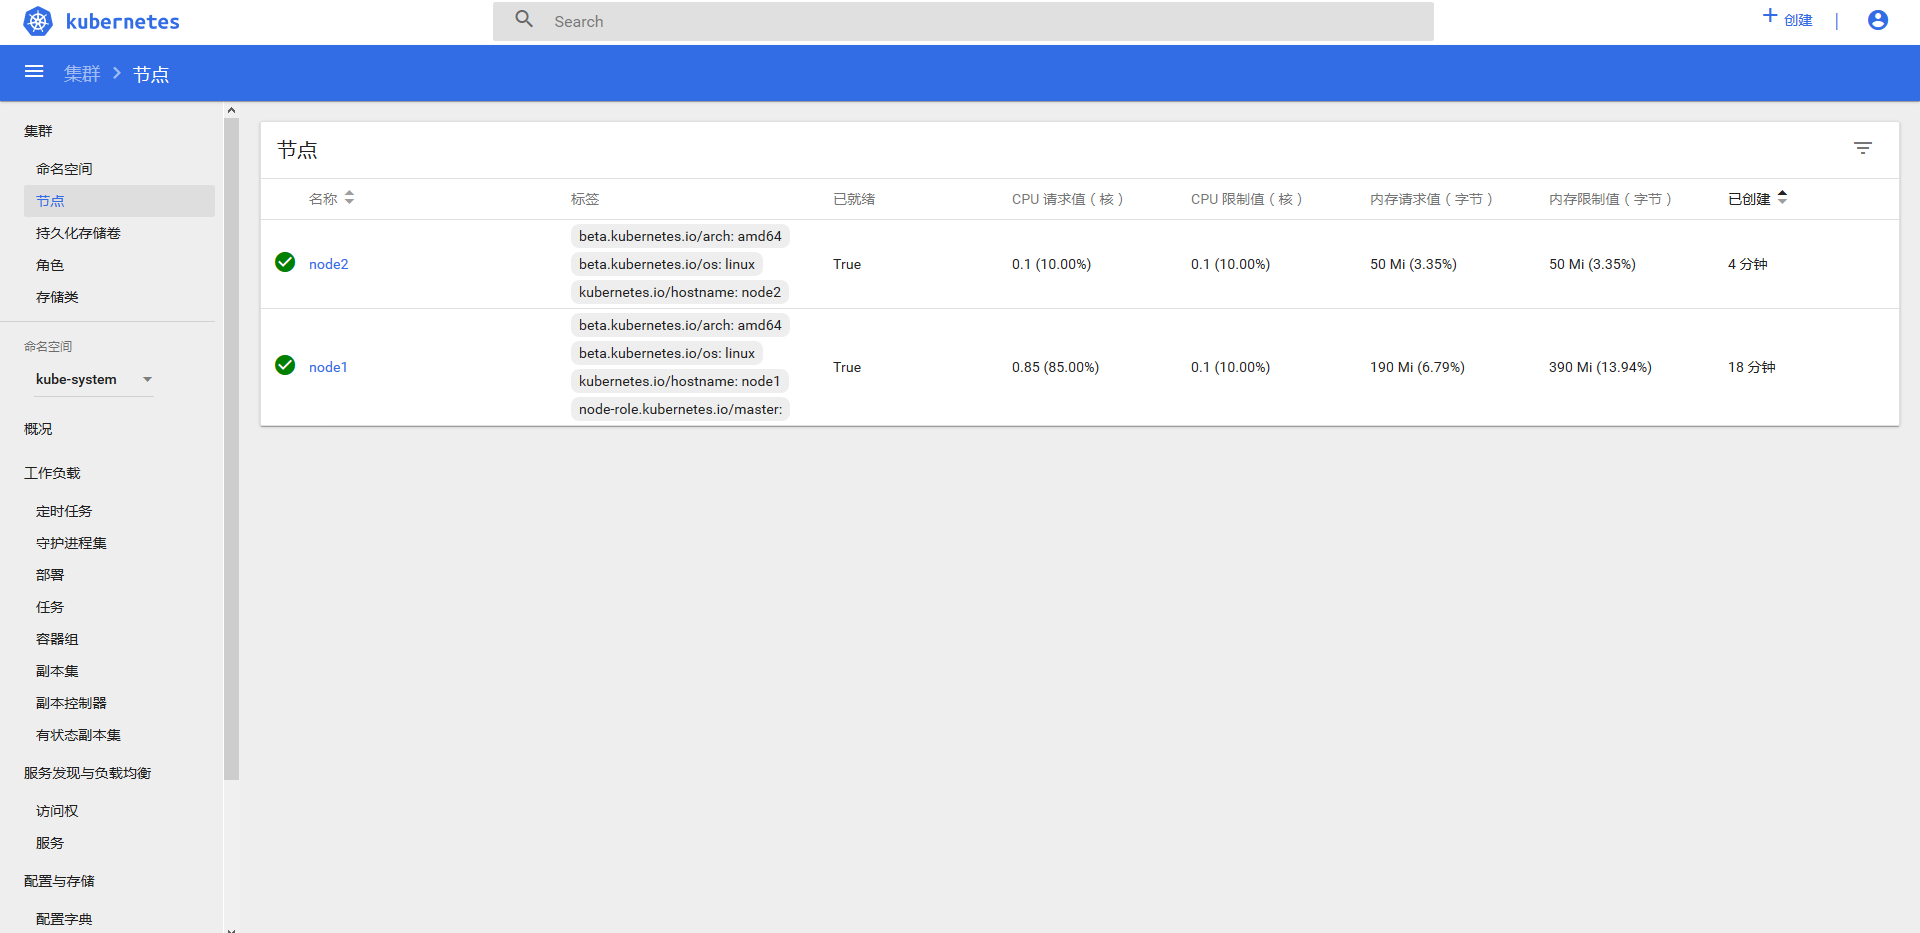 kubernetes
Search
创建 |
集群 > 节点
集群
命名空间
节点
持久化存储卷
角色
存储类
命名空间
kube-system
概况
工作负载
定时任务
守护进程集
部署
任务
容器组
副本集
副本控制器
有状态副本集
服务发现与负载均衡
访问权
服务
配置与存储
配置字典
节点
名称 标签 已就绪 CPU 请求值（核） CPU 限制值（核） 内存请求值（字节） 内存限制值（字节） 已创建
beta.kubernetes.io/arch: amd64
node2 beta.kubernetes.io/os: linux True 0.1 (10.00%) 0.1 (10.00%) 50 Mi (3.35%) 50 Mi (3.35%) 4 分钟
kubernetes.io/hostname: node2
beta.kubernetes.io/arch: amd64
beta.kubernetes.io/os: linux
node1 True 0.85 (85.00%) 0.1 (10.00%) 190 Mi (6.79%) 390 Mi (13.94%) 18 分钟
kubernetes.io/hostname: node1
node-role.kubernetes.io/master: